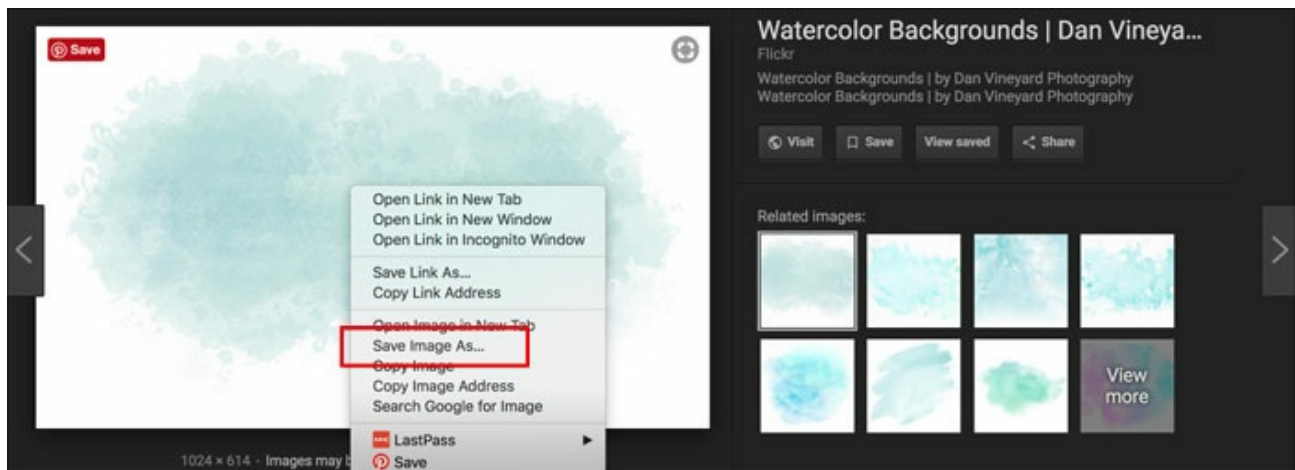 Save
Watercolor Backgrounds | Dan Vineya...
Flickr
Watercolor Backgrounds | by Dan Vineyard Photography
Watercolor Backgrounds | by Dan Vineyard Photography
Visit
Save
View saved
Share
Open Link in New Tab
Open Link in New Window
Open Link in Incognito Window
Save Link As...
Copy Link Address
Open Image in New Tab
Save Image As...
Copy Image
Copy Image Address
Search Google for Image
LastPass
Save
1024 × 614 - Images may b
Related images:
View
more